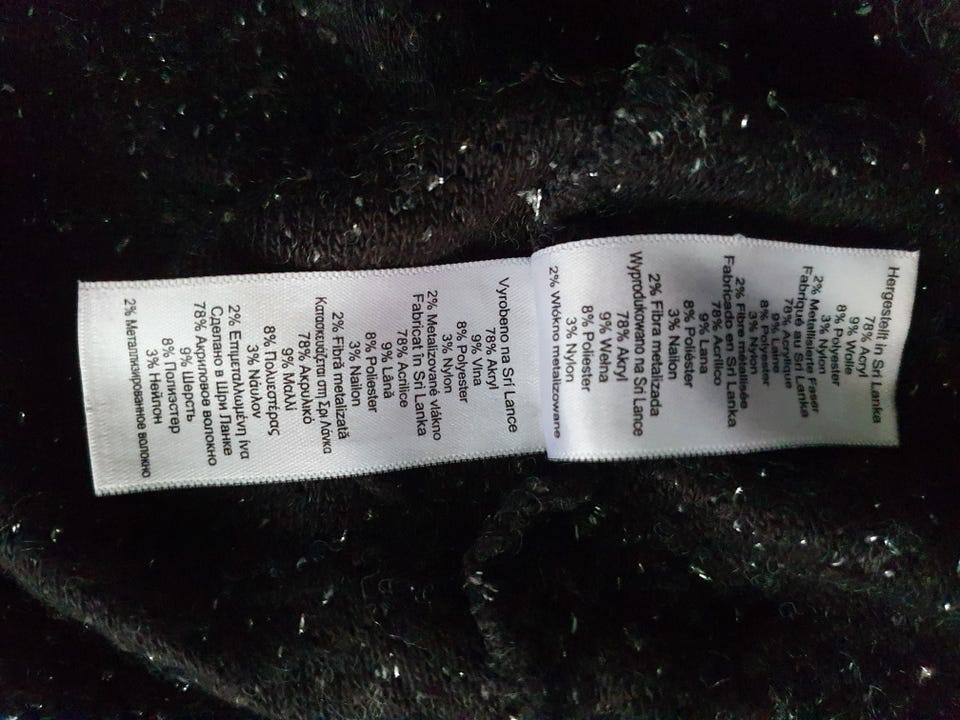 Hergestellt in Sri Lanka
78% Acryl
9% Wolle
8% Polyester
3% Nylon
2% Metallisierte Faser
Fabriqué au Sri Lanka
78% Acrylique
9% Laine
8% Polyester
3% Nylon
2% Fibre métallisée
Fabricado en Sri Lanka
78% Acrílico
9% Lana
8% Poliéster
3% Nailón
2% Fibra metalizada
Wyprodukowano na Sri Lance
78% Akryl
9% Wełna
8% Poliester
3% Nylon
2% Włókno metalizowane
Vyrobeno na Srí Lance
78% Akryl
9% Vlna
8% Polyester
3% Nylon
2% Metalizované vlákno
Fabricat în Sri Lanka
78% Acrilice
9% Lână
8% Poliester
3% Nailon
2% Fibră metalizată
Κατασκευάζεται στη Σρι Λάνκα
78% Ακρυλικό
9% Μαλλί
8% Πολυεστέρας
3% Νάυλον
2% Επιμεταλλωμένη ίνα
Сделано в Шри Ланке
78% Акриловое волокно
9% Шерсть
8% Полиэстер
3% Нейлон
2% Металлизированное волокно